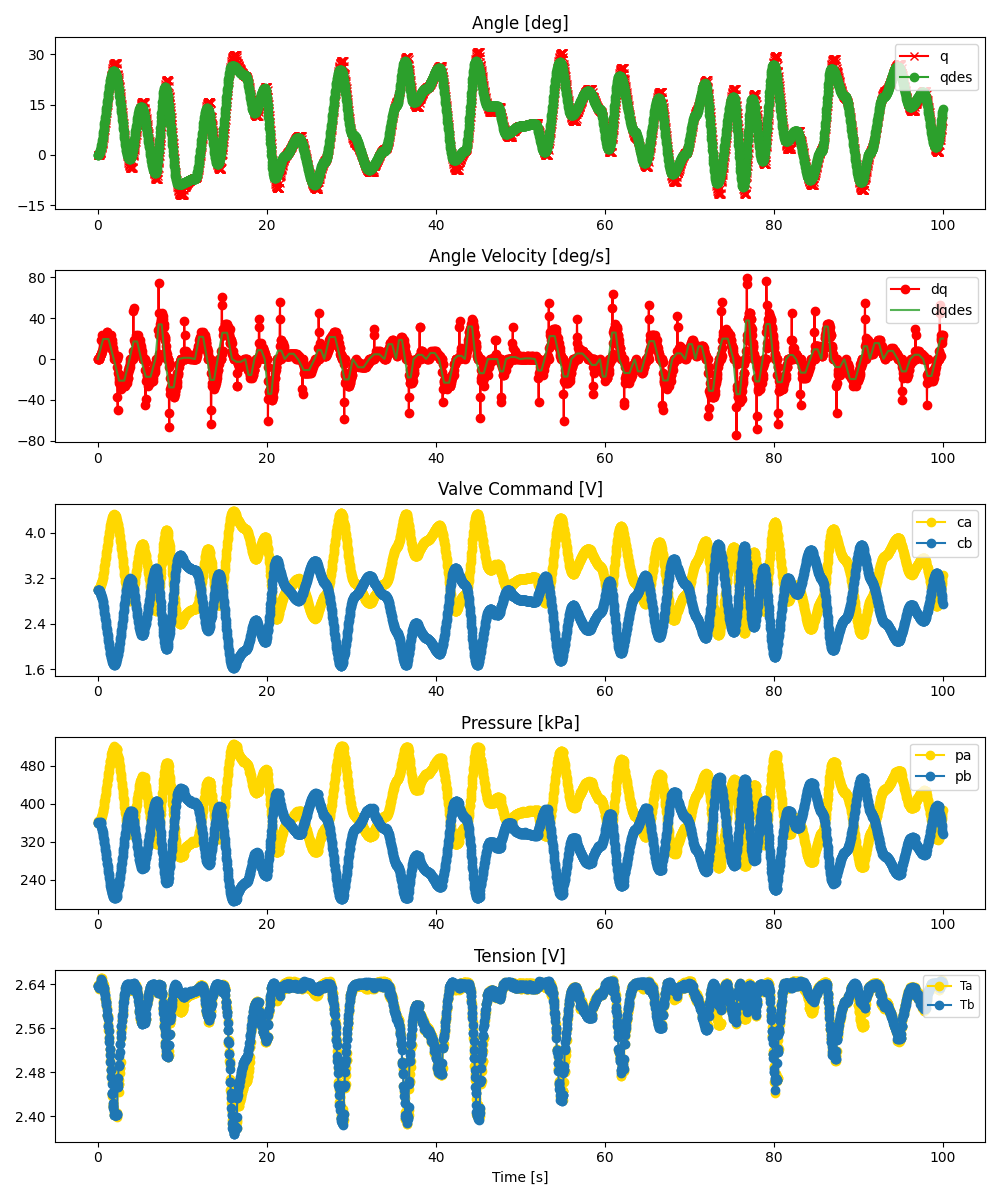 Angle [deg]
30
15
0
−15
q
qdes
0 20 40 60 80 100
Angle Velocity [deg/s]
80
40
0
−40
−80
dq
dqdes
0 20 40 60 80 100
Valve Command [V]
4.0
3.2
2.4
1.6
ca
cb
0 20 40 60 80 100
Pressure [kPa]
480
400
320
240
pa
pb
0 20 40 60 80 100
Tension [V]
2.64
2.56
2.48
2.40
Ta
Tb
0 20 40 60 80 100
Time [s]